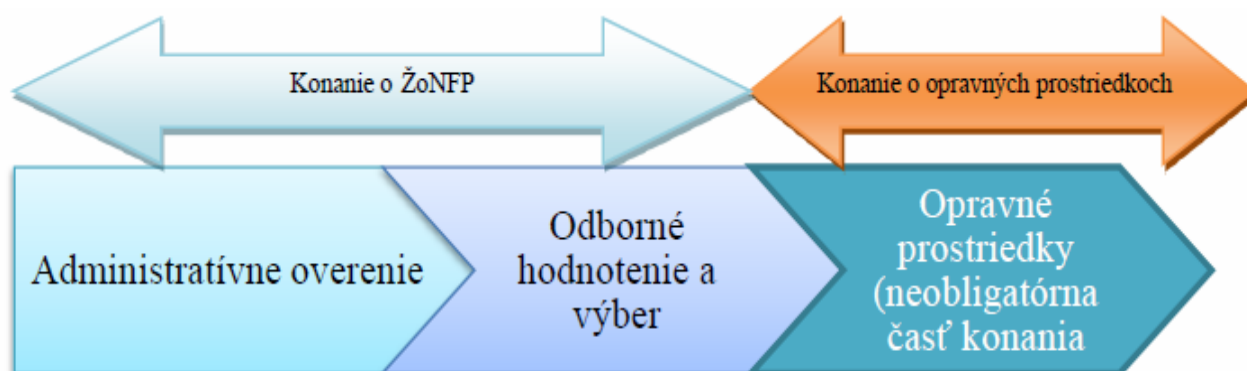 Konanie o ŽoNFP
Konanie o opravných prostriedkoch
Administratívne overenie
Odborné
hodnotenie a
výber
Opravné
prostriedky
(neobligatórna
časť konania